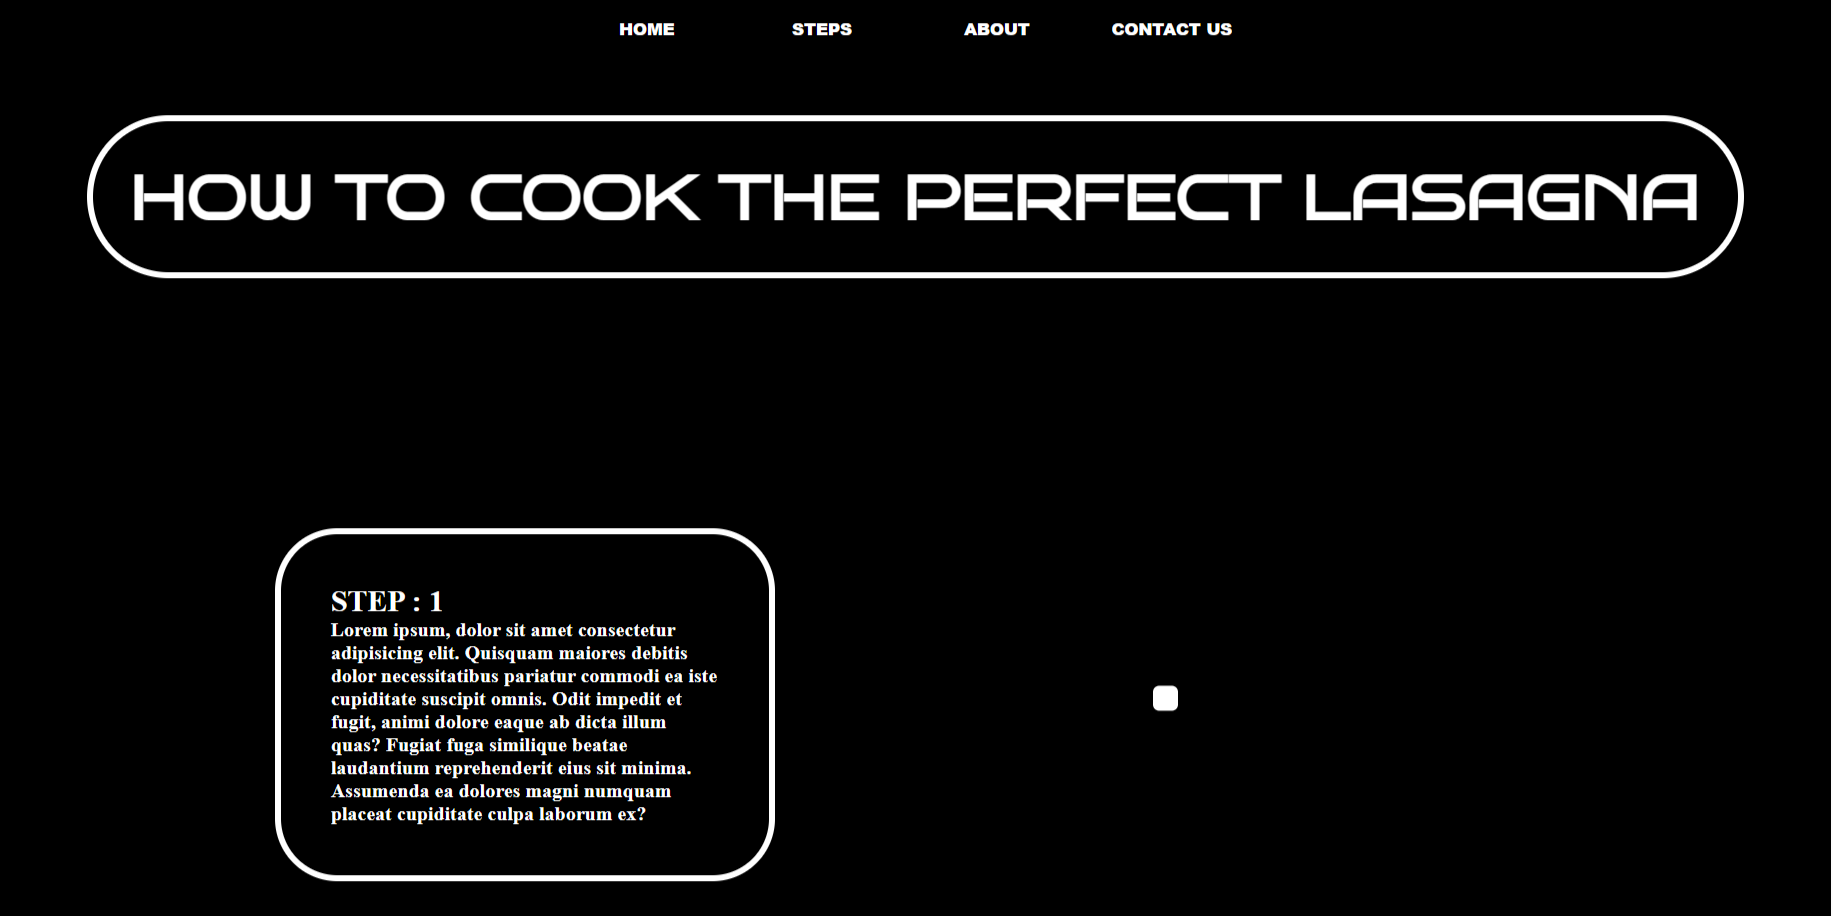 HOME STEPS ABOUT CONTACT US
HOW TO COOK THE PERFECT LASAGNA
STEP : 1
Lorem ipsum, dolor sit amet consectetur
adipisicing elit. Quisquam maiores debitis
dolor necessitatibus pariatur commodi ea iste
cupiditate suscipit omnis. Odit impedit et
fugit, animi dolore eaque ab dicta illum
quas? Fugiat fuga similique beatae
laudantium reprehenderit eius sit minima.
Assumenda ea dolores magni numquam
placeat cupiditate culpa laborum ex?